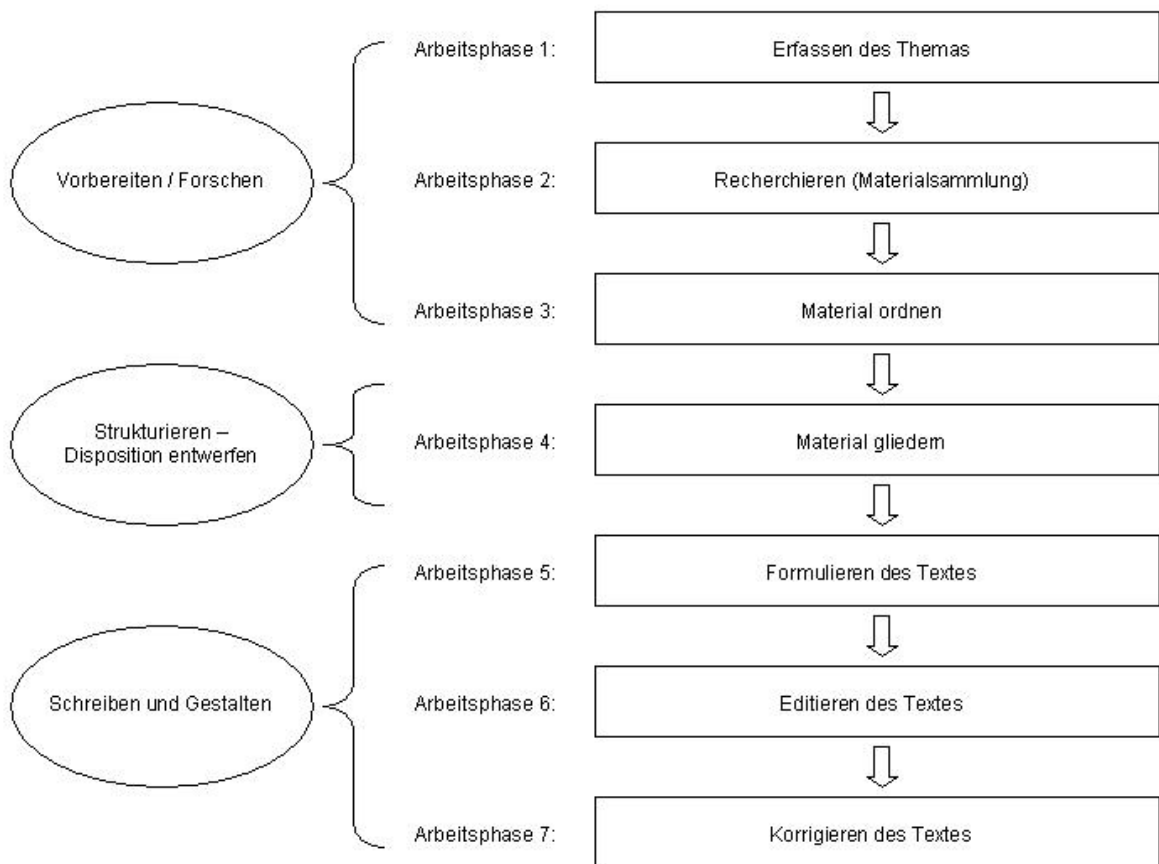 Arbeitsphase 1:
Erfassen des Themas
Vorbereiten / Forschen
Arbeitsphase 2:
Recherchieren (Materialsammlung)
Arbeitsphase 3:
Material ordnen
Strukturieren –
Disposition entwerfen
Arbeitsphase 4:
Material gliedern
Arbeitsphase 5:
Formulieren des Textes
Schreiben und Gestalten
Arbeitsphase 6:
Editieren des Textes
Arbeitsphase 7:
Korrigieren des Textes